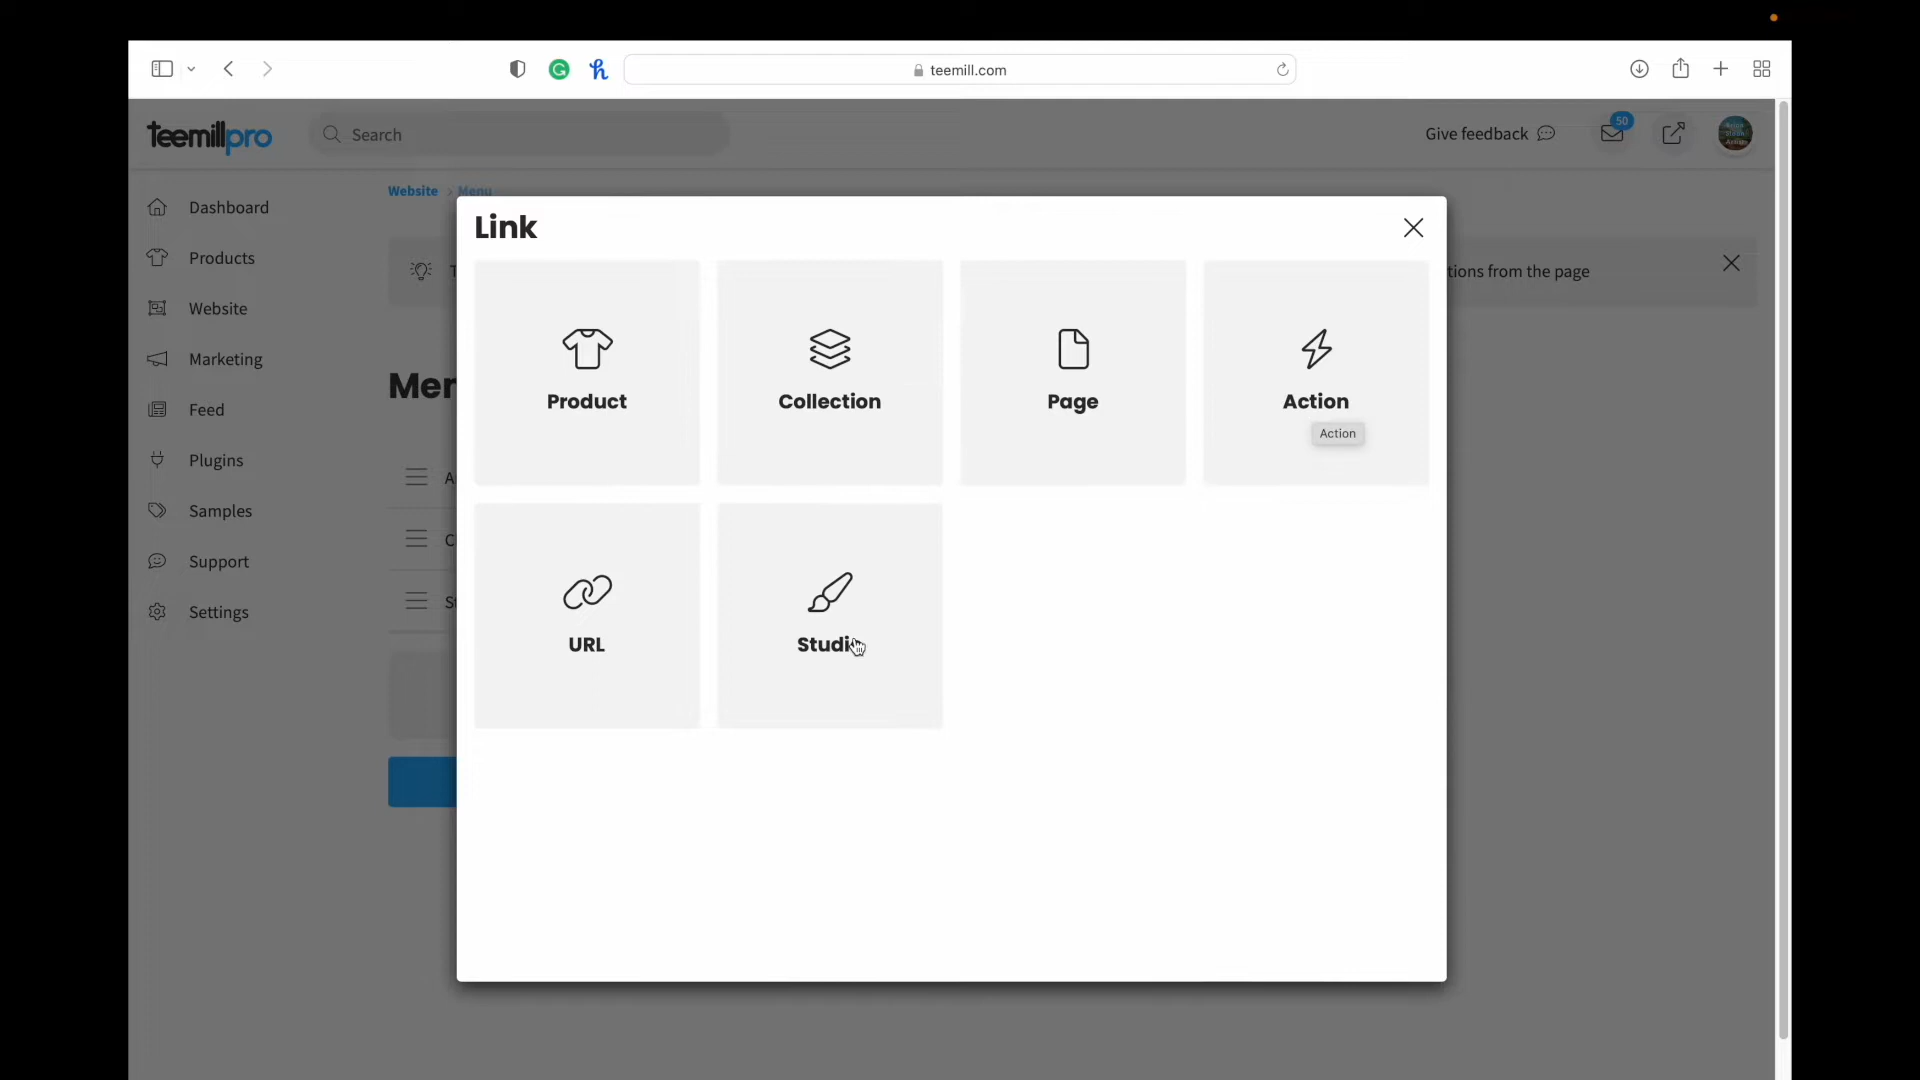 teemill.com
teemillpro
Search
Give feedback
50
Dashboard
Products
Website
Marketing
Feed
Plugins
Samples
Support
Settings
Website > Menu
tions from the page
Link
Product
Collection
Page
Action
Action
URL
Studio